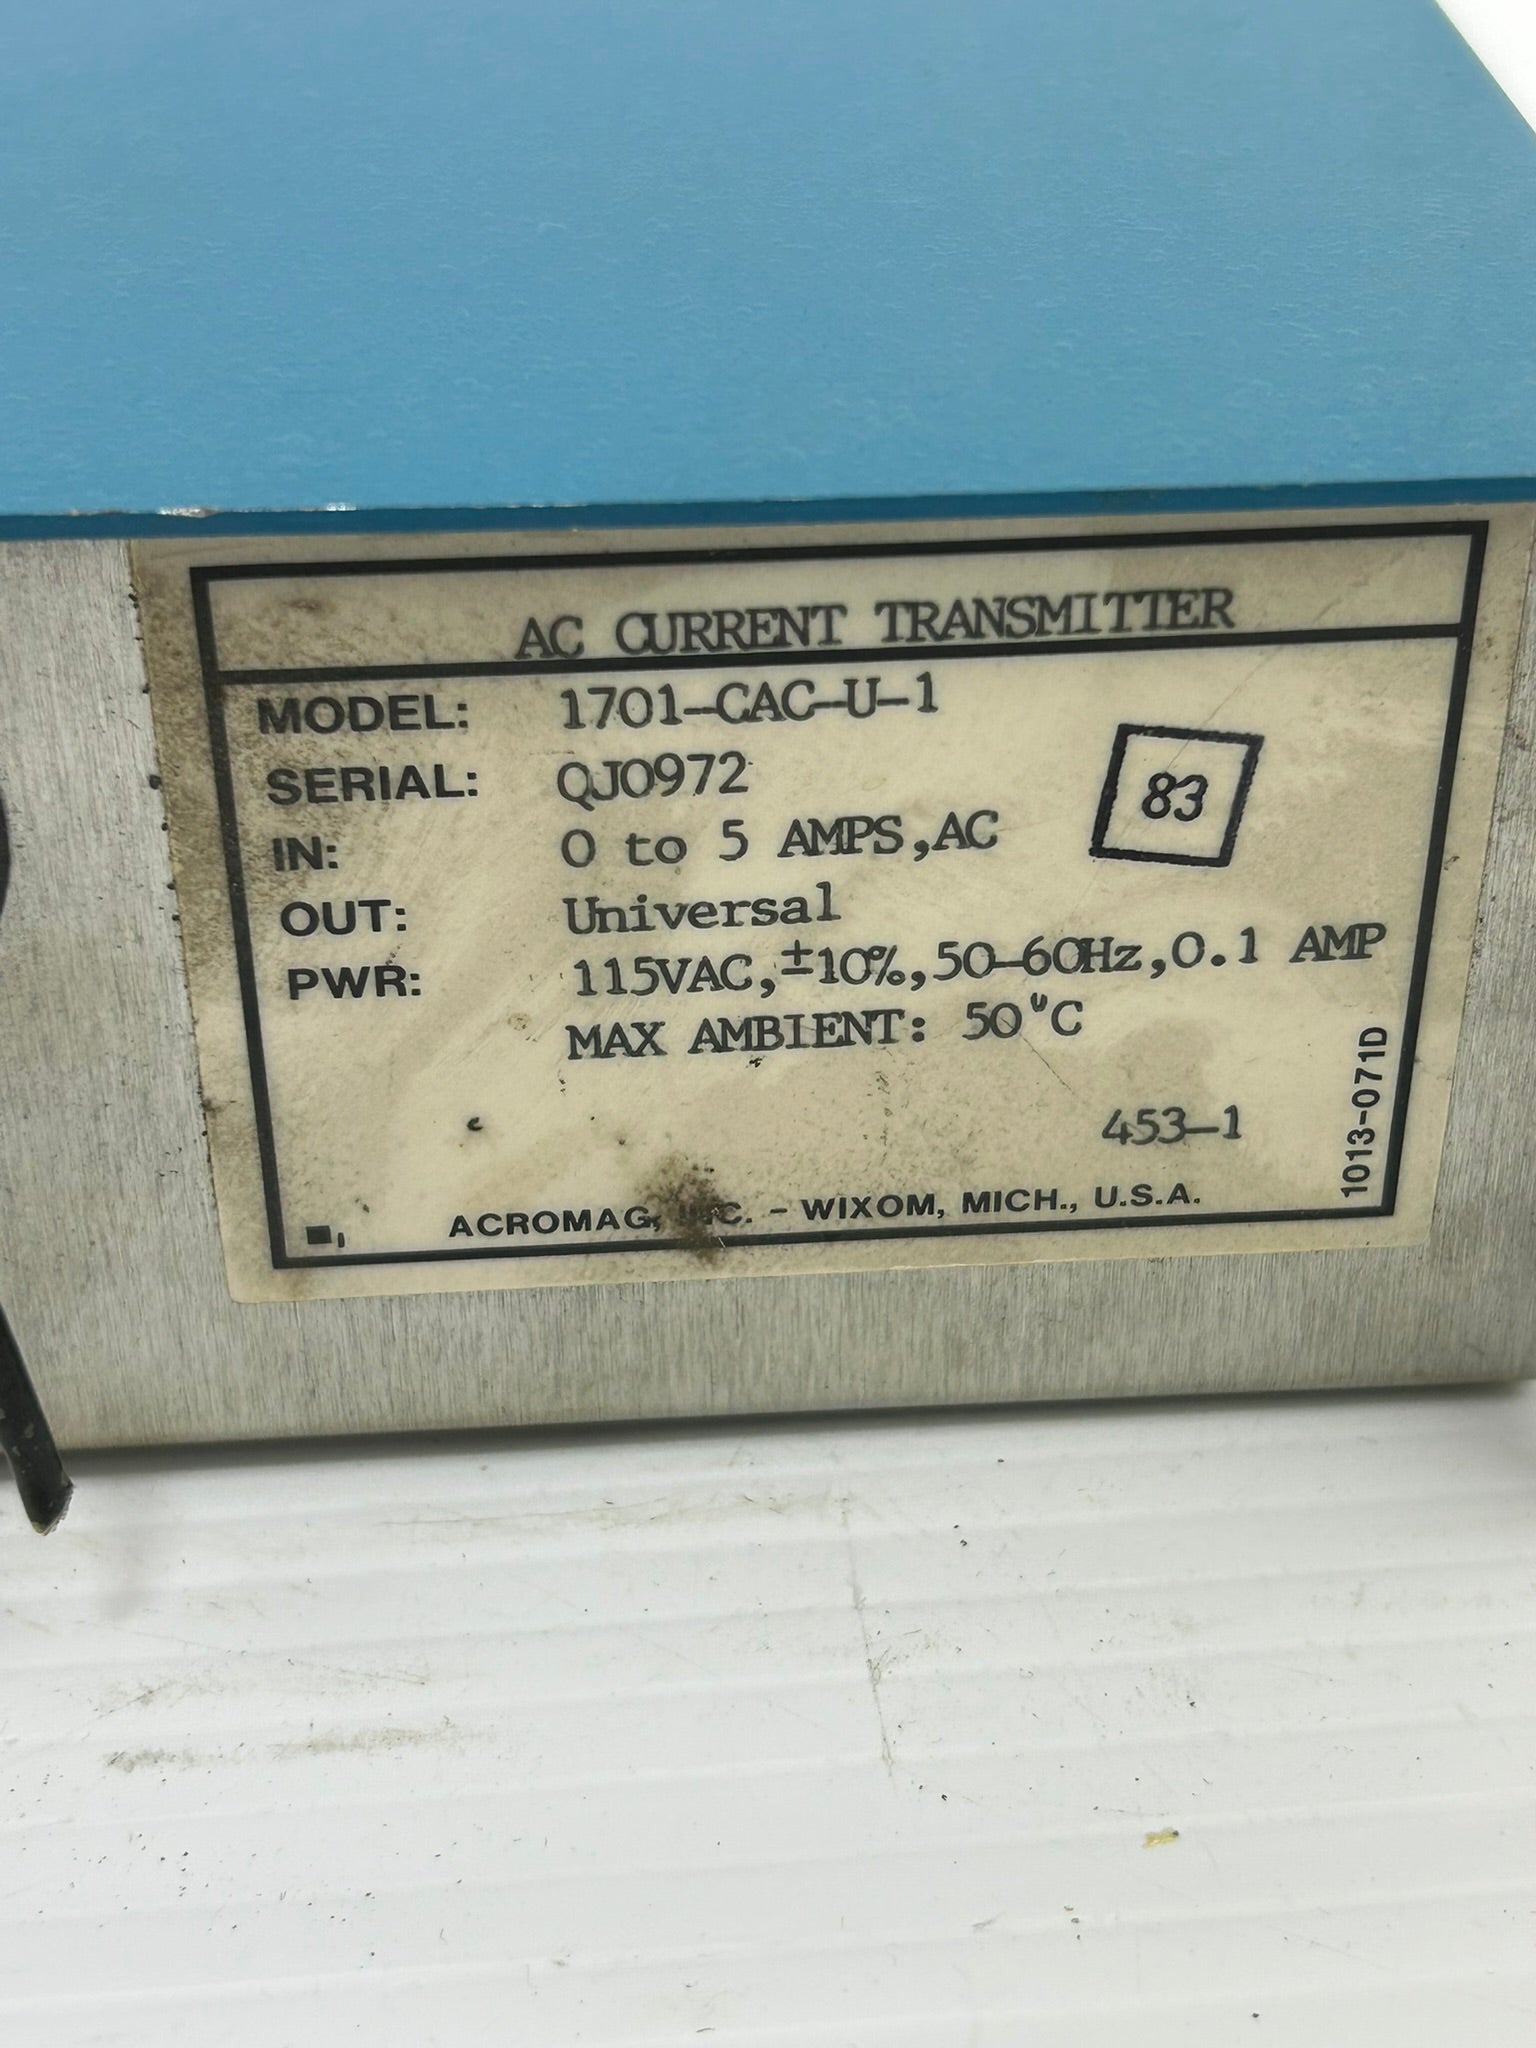 AC CURRENT TRANSMITTER
MODEL: 1701-CAC-U-1
SERIAL: QJ0972
83
IN: 0 to 5 AMPS,AC
OUT: Universal
PWR: 115VAC,±10%,50-60Hz,0.1 AMP
MAX AMBIENT: 50°C
453-1
1013-071D
ACROMAG, INC. - WIXOM, MICH., U.S.A.